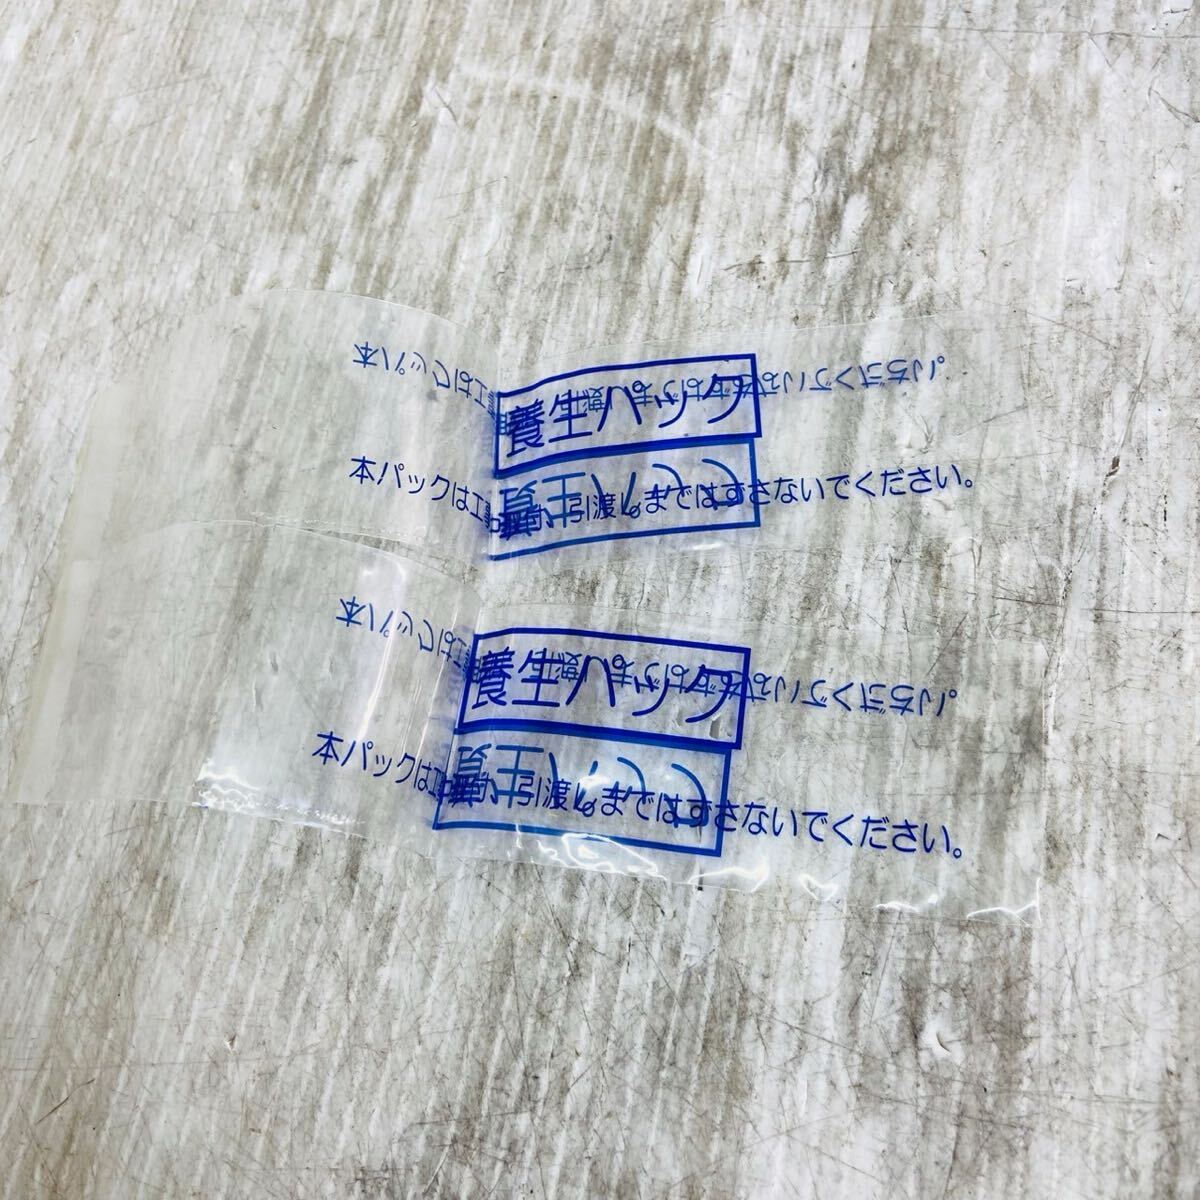 養生パック
本パックは工事中、引渡しまではずさないでください。
養生パック
本パックは工事中、引渡しまではずさないでください。